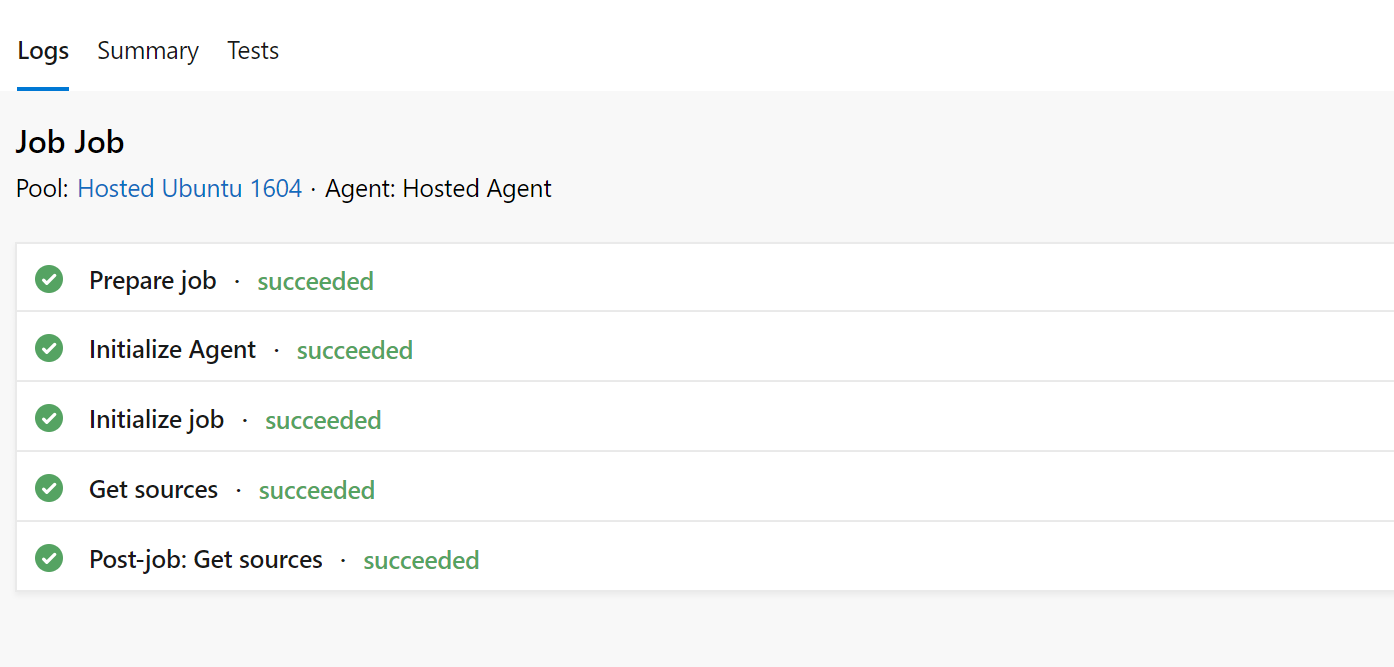 Logs Summary Tests
Job Job
Pool: Hosted Ubuntu 1604 · Agent: Hosted Agent
Prepare job · succeeded
Initialize Agent · succeeded
Initialize job · succeeded
Get sources · succeeded
Post-job: Get sources · succeeded